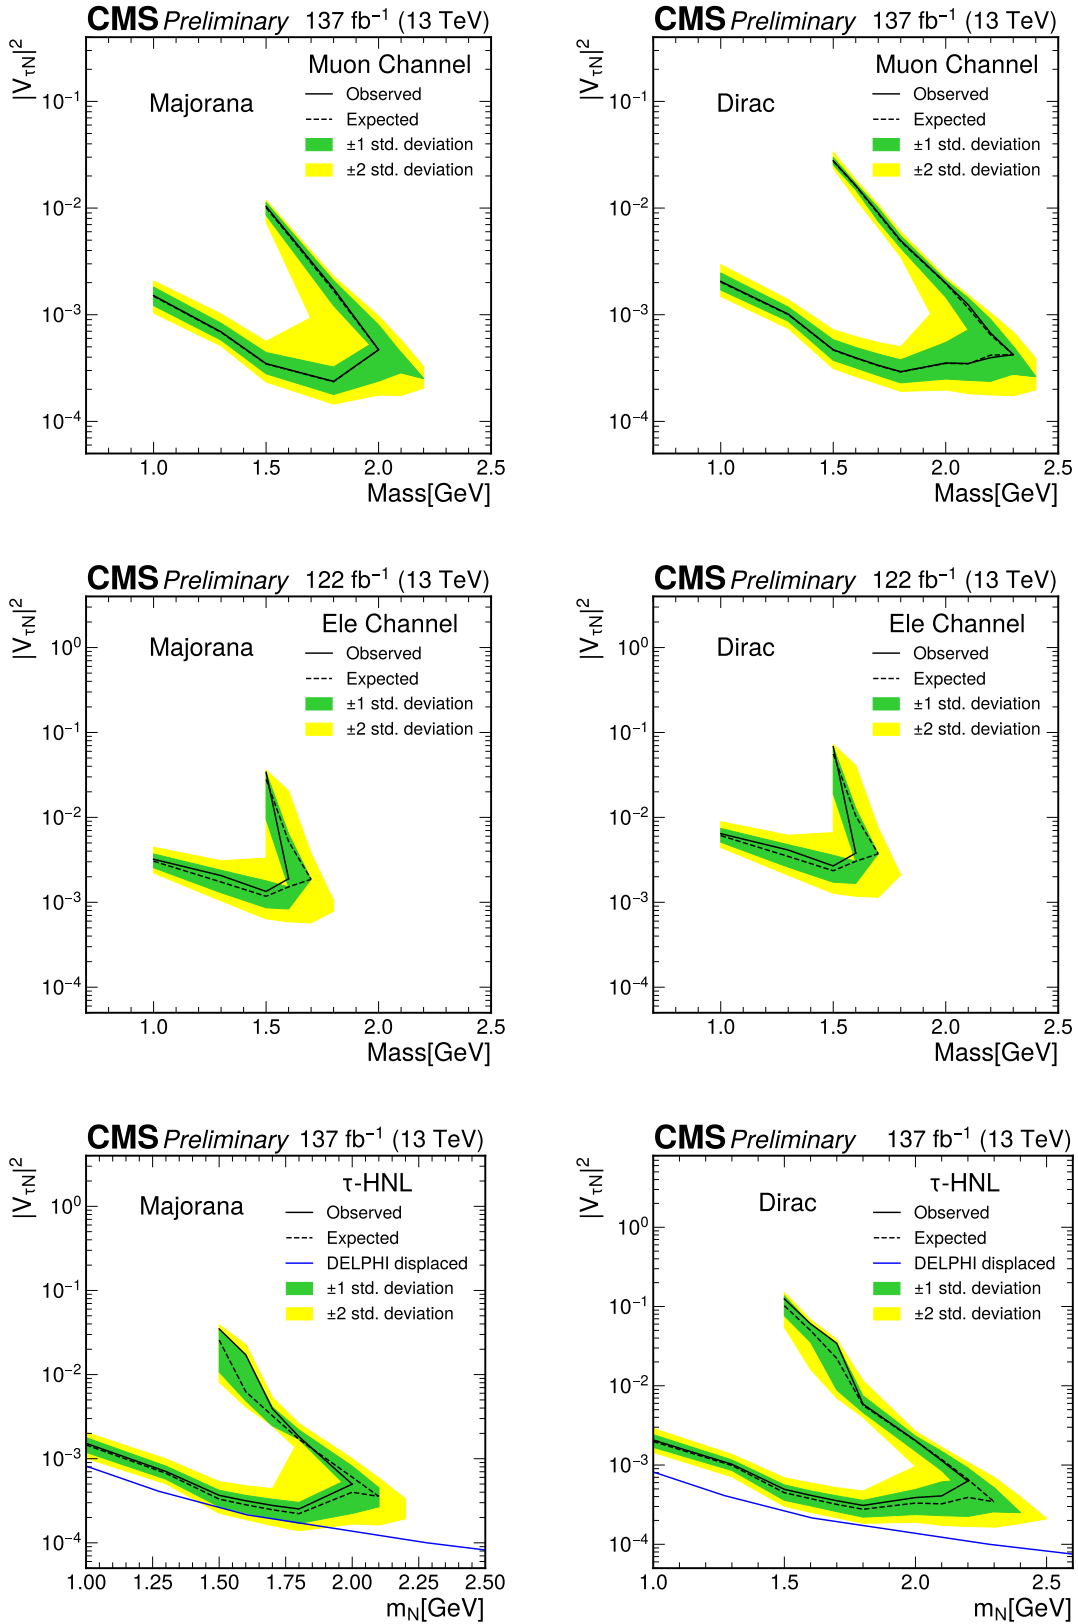 CMS Preliminary 137 fb⁻¹ (13 TeV)
|V_τN|²
Muon Channel
Majorana
Observed
Expected
±1 std. deviation
±2 std. deviation
10⁻¹
10⁻²
10⁻³
10⁻⁴
1.0 1.5 2.0 2.5
Mass[GeV]
CMS Preliminary 137 fb⁻¹ (13 TeV)
|V_τN|²
Muon Channel
Dirac
Observed
Expected
±1 std. deviation
±2 std. deviation
10⁻¹
10⁻²
10⁻³
10⁻⁴
1.0 1.5 2.0 2.5
Mass[GeV]
CMS Preliminary 122 fb⁻¹ (13 TeV)
|V_τN|²
Ele Channel
Majorana
Observed
Expected
±1 std. deviation
±2 std. deviation
10⁰
10⁻¹
10⁻²
10⁻³
10⁻⁴
1.0 1.5 2.0 2.5
Mass[GeV]
CMS Preliminary 122 fb⁻¹ (13 TeV)
|V_τN|²
Ele Channel
Dirac
Observed
Expected
±1 std. deviation
±2 std. deviation
10⁰
10⁻¹
10⁻²
10⁻³
10⁻⁴
1.0 1.5 2.0 2.5
Mass[GeV]
CMS Preliminary 137 fb⁻¹ (13 TeV)
|V_τN|²
τ-HNL
Majorana
Observed
Expected
DELPHI displaced
±1 std. deviation
±2 std. deviation
10⁰
10⁻¹
10⁻²
10⁻³
10⁻⁴
1.00 1.25 1.50 1.75 2.00 2.25 2.50
m_N[GeV]
CMS Preliminary 137 fb⁻¹ (13 TeV)
|V_τN|²
τ-HNL
Dirac
Observed
Expected
DELPHI displaced
±1 std. deviation
±2 std. deviation
10⁰
10⁻¹
10⁻²
10⁻³
10⁻⁴
1.0 1.5 2.0 2.5
m_N[GeV]